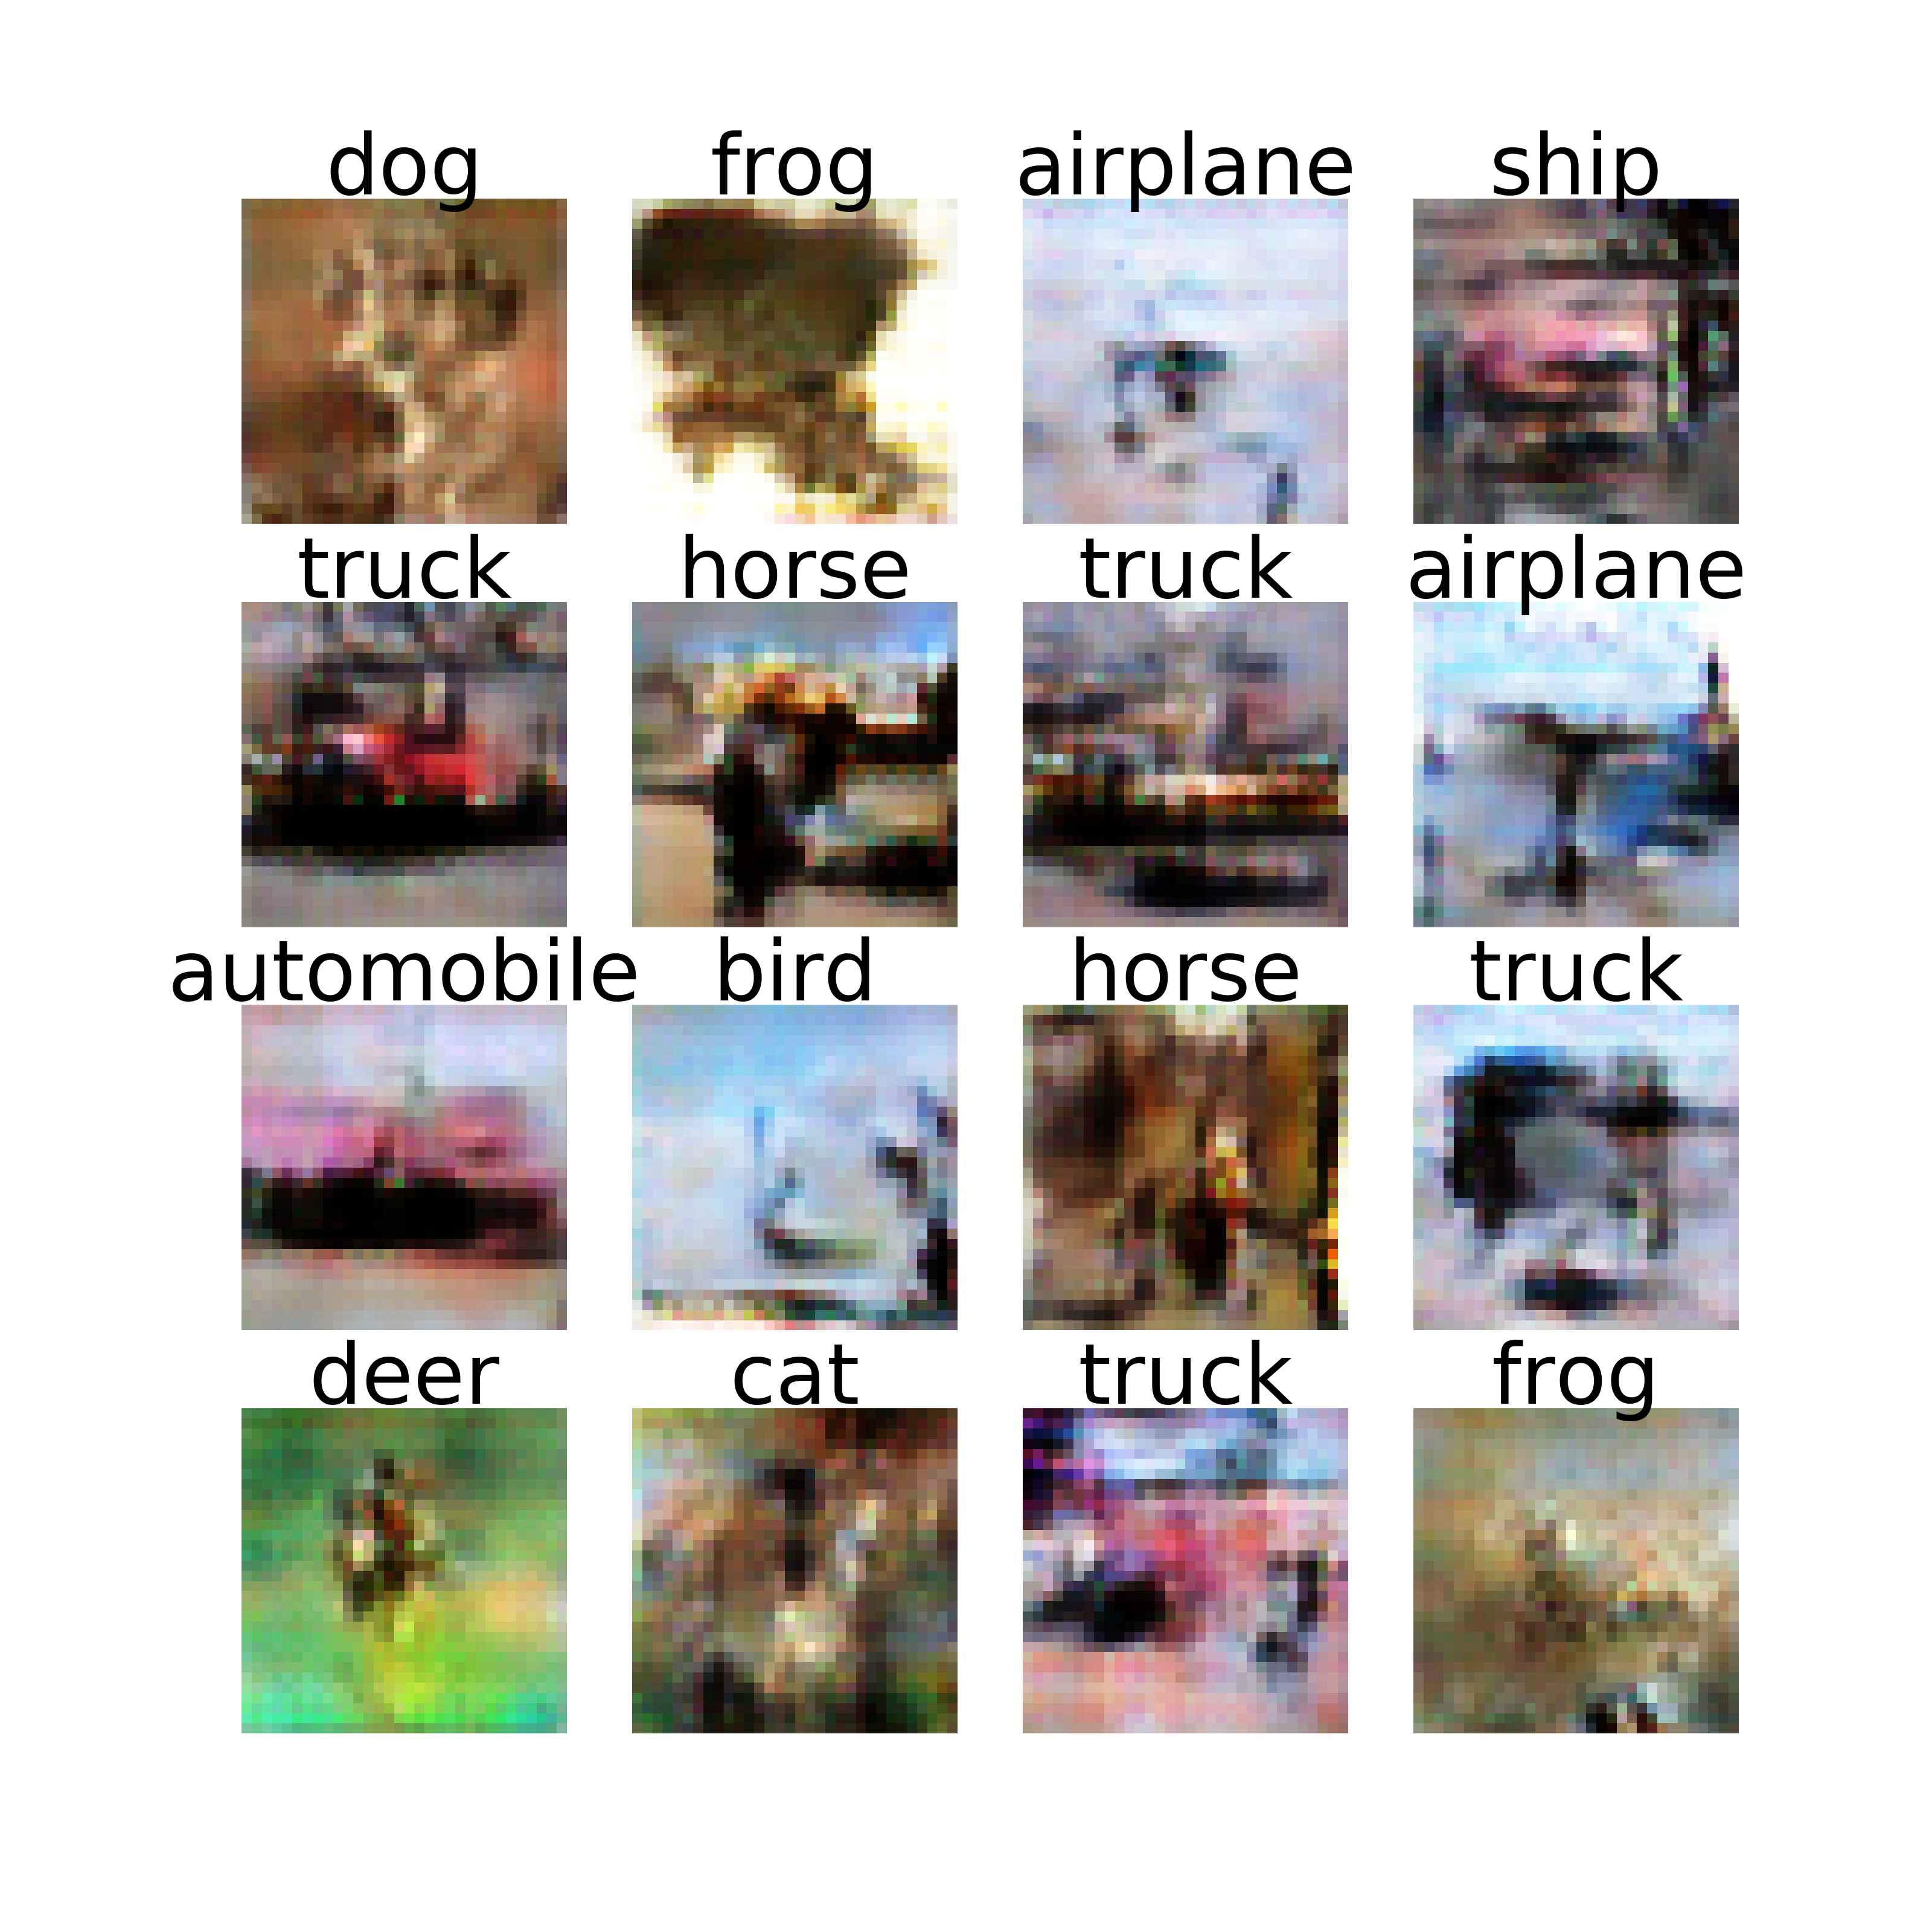 dog frog airplane ship
truck horse truck airplane
automobile bird horse truck
deer cat truck frog